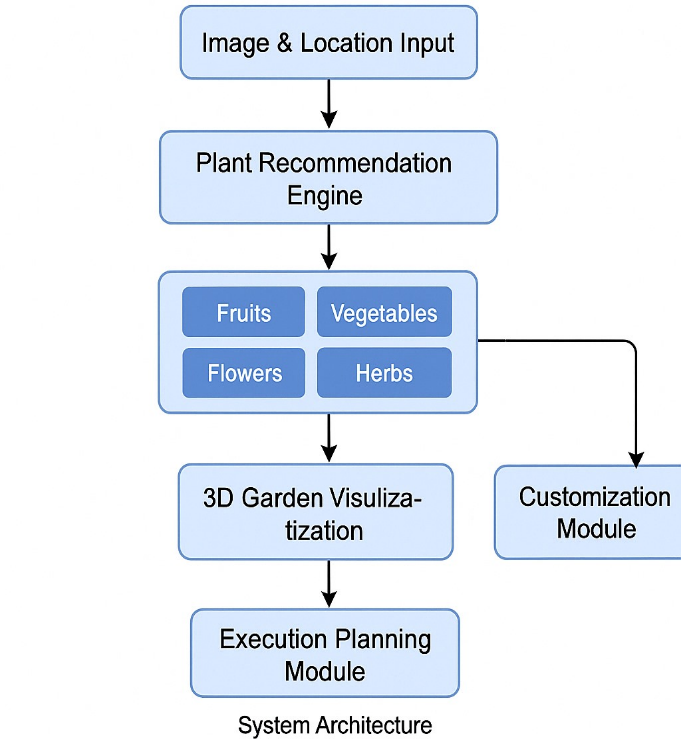 Image & Location Input
Plant Recommendation
Engine
Fruits
Vegetables
Flowers
Herbs
3D Garden Visuliza-
tization
Customization
Module
Execution Planning
Module
System Architecture